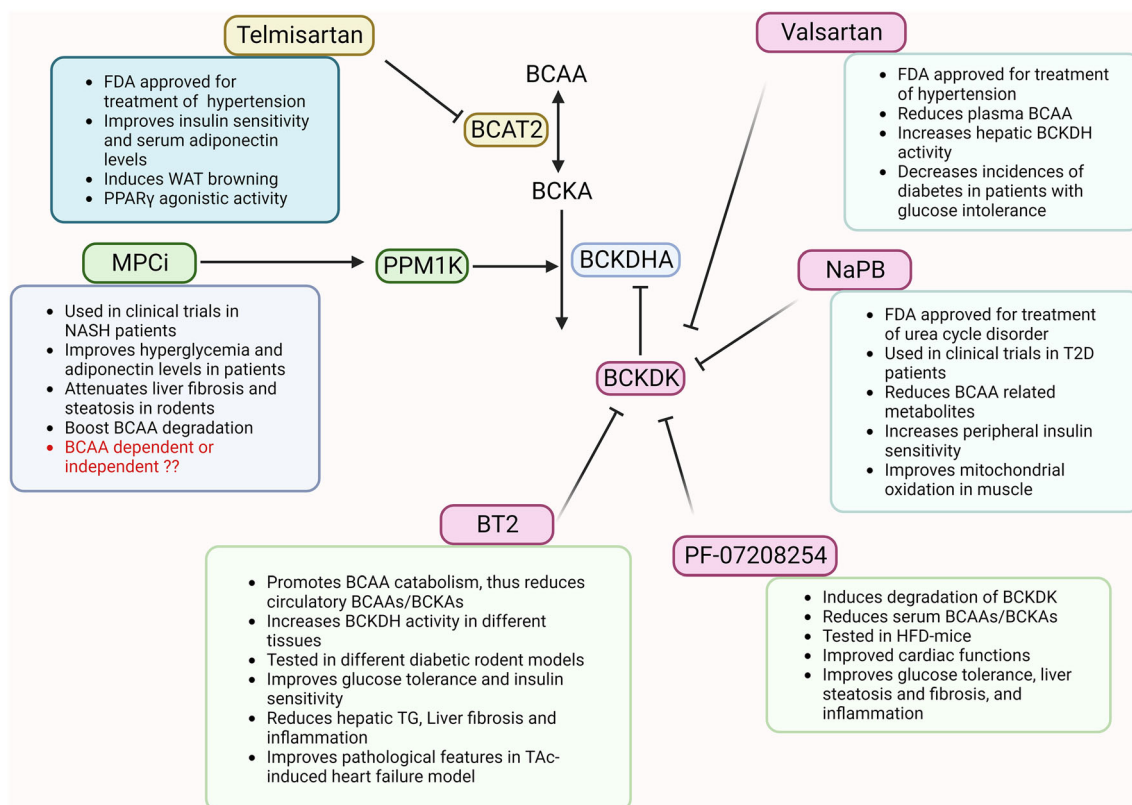 Telmisartan
• FDA approved for
treatment of hypertension
• Improves insulin sensitivity
and serum adiponectin
levels
• Induces WAT browning
• PPARγ agonistic activity
BCAA
BCAT2
BCKA
Valsartan
• FDA approved for treatment
of hypertension
• Reduces plasma BCAA
• Increases hepatic BCKDH
activity
• Decreases incidences of
diabetes in patients with
glucose intolerance
MPCi
• Used in clinical trials in
NASH patients
• Improves hyperglycemia and
adiponectin levels in patients
• Attenuates liver fibrosis and
steatosis in rodents
• Boost BCAA degradation
• BCAA dependent or
independent ??
PPM1K
BCKDHA
BCKDK
NaPB
• FDA approved for treatment
of urea cycle disorder
• Used in clinical trials in T2D
patients
• Reduces BCAA related
metabolites
• Increases peripheral insulin
sensitivity
• Improves mitochondrial
oxidation in muscle
BT2
• Promotes BCAA catabolism, thus reduces
circulatory BCAAs/BCKAs
• Increases BCKDH activity in different
tissues
• Tested in different diabetic rodent models
• Improves glucose tolerance and insulin
sensitivity
• Reduces hepatic TG, Liver fibrosis and
inflammation
• Improves pathological features in TAc-
induced heart failure model
PF-07208254
• Induces degradation of BCKDK
• Reduces serum BCAAs/BCKAs
• Tested in HFD-mice
• Improved cardiac functions
• Improves glucose tolerance, liver
steatosis and fibrosis, and
inflammation